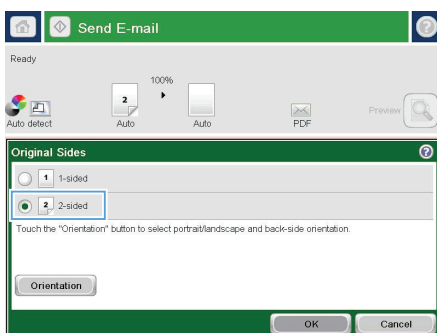 Send E-mail
Ready
100%
2
Auto detect
Auto
Auto
PDF
Preview
Original Sides
1 1-sided
2 2-sided
Touch the "Orientation" button to select portrait/landscape and back-side orientation.
Orientation
OK
Cancel